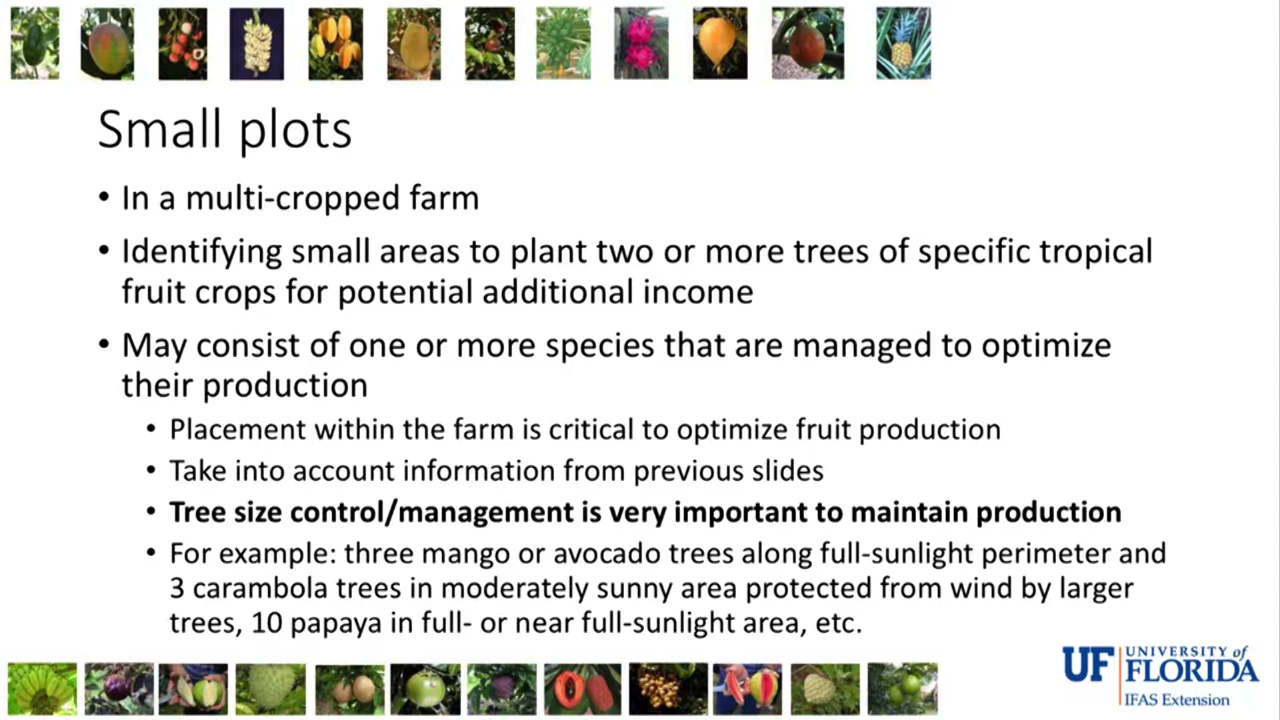 Small plots
• In a multi-cropped farm
• Identifying small areas to plant two or more trees of specific tropical
fruit crops for potential additional income
• May consist of one or more species that are managed to optimize
their production
• Placement within the farm is critical to optimize fruit production
• Take into account information from previous slides
• Tree size control/management is very important to maintain production
• For example: three mango or avocado trees along full-sunlight perimeter and
3 carambola trees in moderately sunny area protected from wind by larger
trees, 10 papaya in full- or near full-sunlight area, etc.
UF UNIVERSITY of
FLORIDA
IFAS Extension